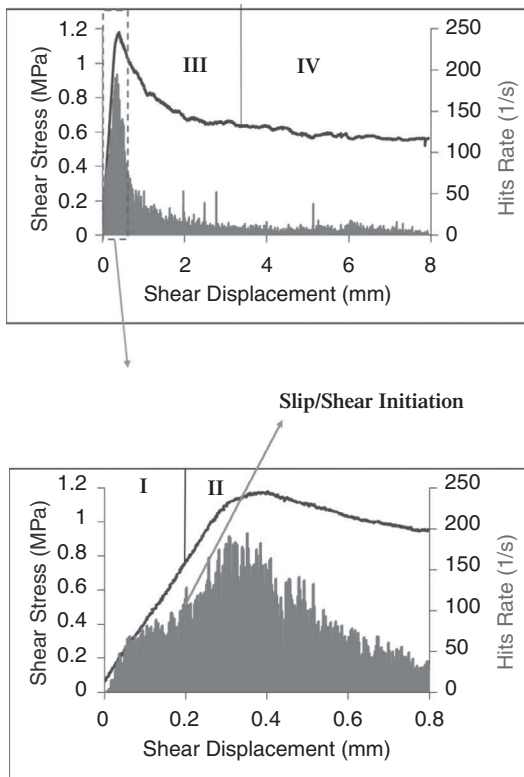 1.2
1
0.8
0.6
0.4
0.2
0
Shear Stress (MPa)
III
IV
250
200
150
100
50
0
Hits Rate (1/s)
0 2 4 6 8
Shear Displacement (mm)
Slip/Shear Initiation
1.2
1
0.8
0.6
0.4
0.2
0
Shear Stress (MPa)
I
II
250
200
150
100
50
0
Hits Rate (1/s)
0 0.2 0.4 0.6 0.8
Shear Displacement (mm)